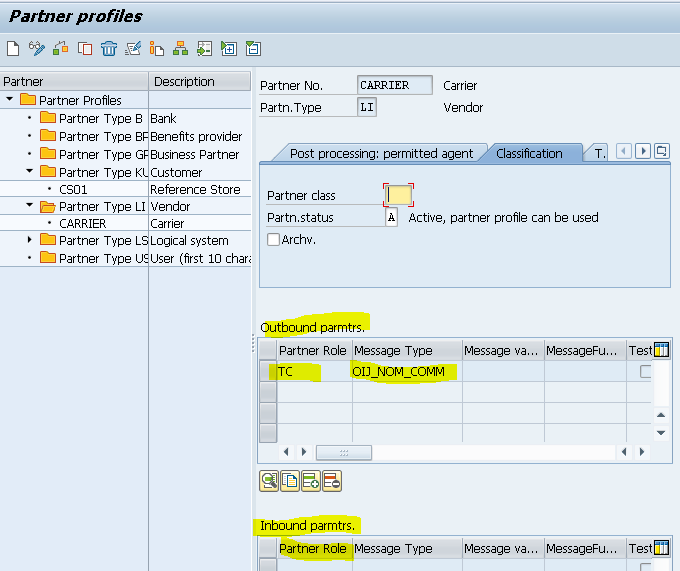 Partner profiles
Partner Description
Partner Profiles
Partner Type B Bank
Partner Type BP Benefits provider
Partner Type GP Business Partner
Partner Type KU Customer
CS01 Reference Store
Partner Type LI Vendor
CARRIER Carrier
Partner Type LS Logical system
Partner Type US User (first 10 chara
Partner No. CARRIER Carrier
Partn.Type LI Vendor
Post processing: permitted agent Classification T.
Partner class
Partn.status A Active, partner profile can be used
Archv.
Outbound parmtrs.
Partner Role Message Type Message va... MessageFu... Test
TC OIJ_NOM_COMM
Inbound parmtrs.
Partner Role Message Type Message va... MessageFu... Test